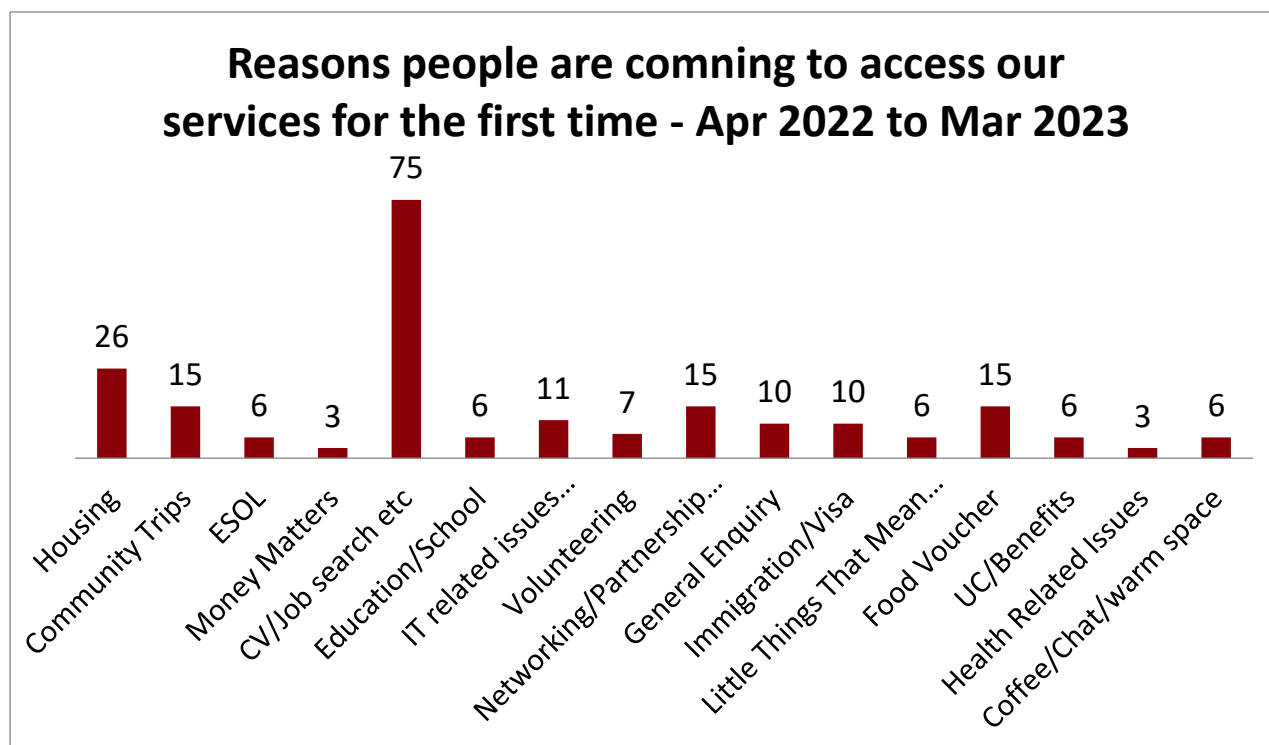 Reasons people are comning to access our
services for the first time - Apr 2022 to Mar 2023
26
15
6
3
75
6
11
7
15
10
10
6
15
6
3
6
Housing
Community Trips
ESOL
Money Matters
CV/Job search etc
Education/School
IT related issues...
Volunteering
Networking/Partnership...
General Enquiry
Immigration/Visa
Little Things That Mean...
Food Voucher
UC/Benefits
Health Related Issues
Coffee/Chat/warm space